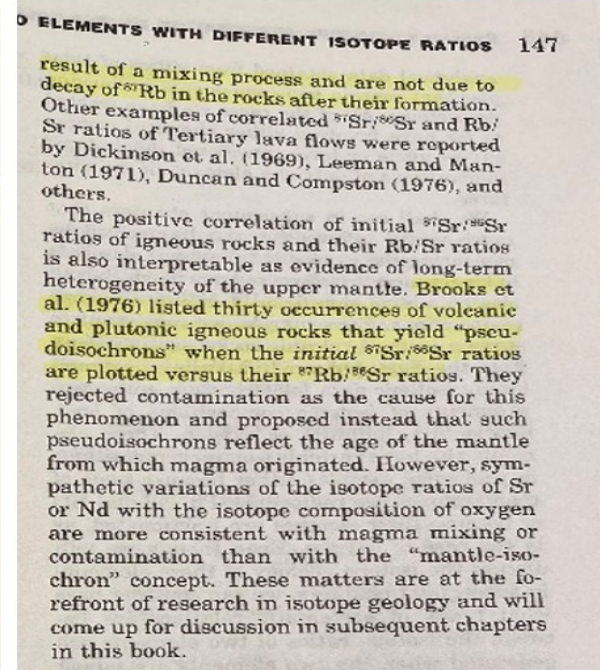 D ELEMENTS WITH DIFFERENT ISOTOPE RATIOS 147
result of a mixing process and are not due to
decay of ⁸⁷Rb in the rocks after their formation.
Other examples of correlated ⁸⁷Sr/⁸⁶Sr and Rb/
Sr ratios of Tertiary lava flows were reported
by Dickinson et al. (1969), Leeman and Man-
ton (1971), Duncan and Compston (1976), and
others.
The positive correlation of initial ⁸⁷Sr/⁸⁶Sr
ratios of igneous rocks and their Rb/Sr ratios
is also interpretable as evidence of long-term
heterogeneity of the upper mantle. Brooks et
al. (1976) listed thirty occurrences of volcanic
and plutonic igneous rocks that yield “pseu-
doisochrons” when the initial ⁸⁷Sr/⁸⁶Sr ratios
are plotted versus their ⁸⁷Rb/⁸⁶Sr ratios. They
rejected contamination as the cause for this
phenomenon and proposed instead that such
pseudoisochrons reflect the age of the mantle
from which magma originated. However, sym-
pathetic variations of the isotope ratios of Sr
or Nd with the isotope composition of oxygen
are more consistent with magma mixing or
contamination than with the “mantle-iso-
chron” concept. These matters are at the fo-
refront of research in isotope geology and will
come up for discussion in subsequent chapters
in this book.